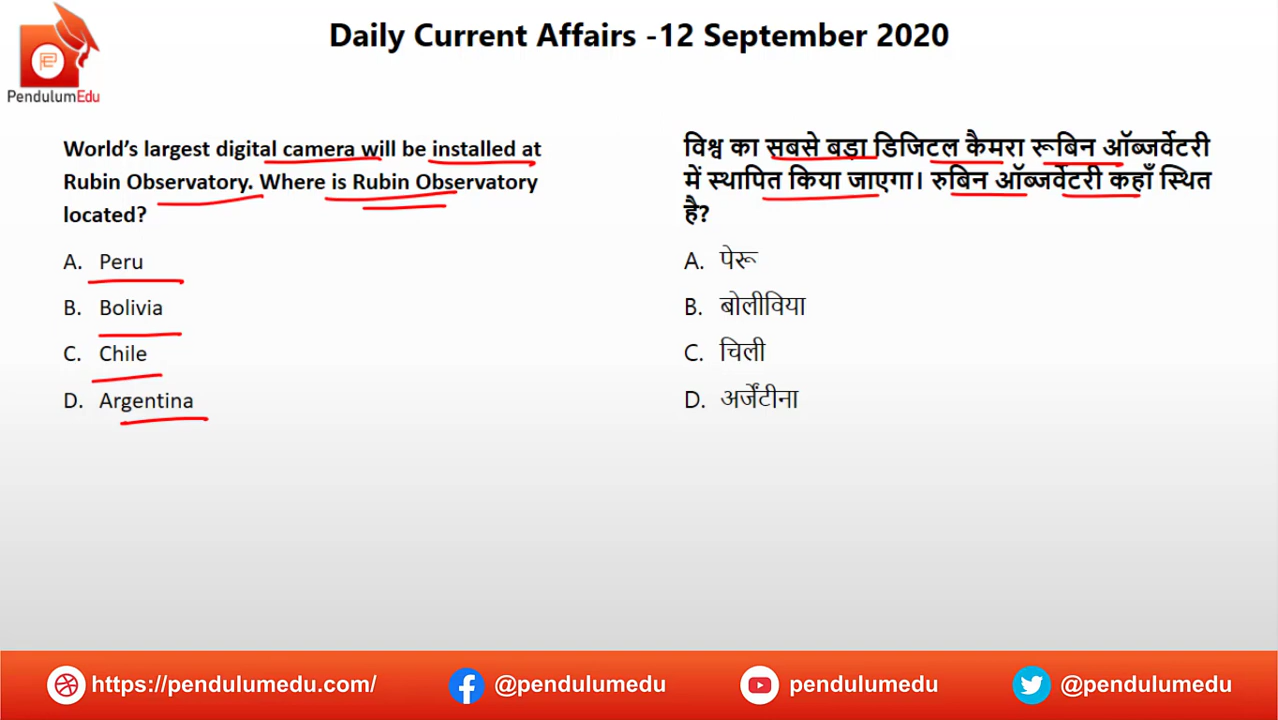 Daily Current Affairs -12 September 2020
PE
PendulumEdu
World's largest digital camera will be installed at
Rubin Observatory. Where is Rubin Observatory
located?
A. Peru
B. Bolivia
C. Chile
D. Argentina
विश्व का सबसे बड़ा डिजिटल कैमरा रूबिन ऑब्जर्वेटरी
में स्थापित किया जाएगा। रुबिन ऑब्जर्वेटरी कहाँ स्थित
है?
A. पेरू
B. बोलीविया
C. चिली
D. अर्जेंटीना
https://pendulumedu.com/
@pendulumedu
pendulumedu
@pendulumedu